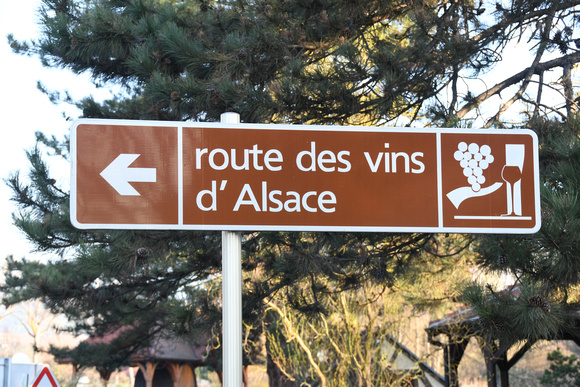 route des vins
d' Alsace